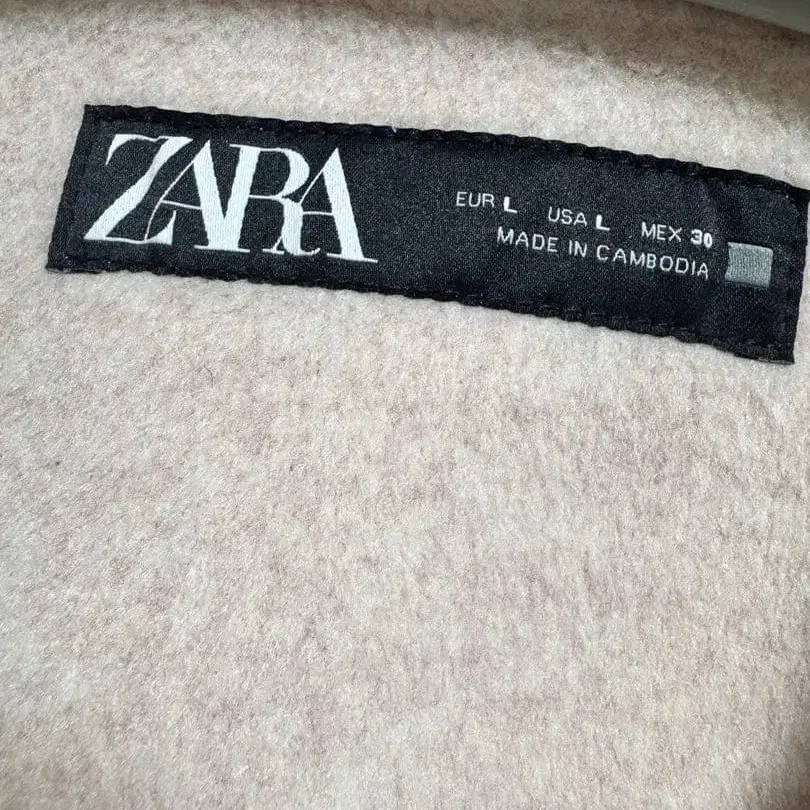 ZARA
EUR L USA L MEX 30
MADE IN CAMBODIA